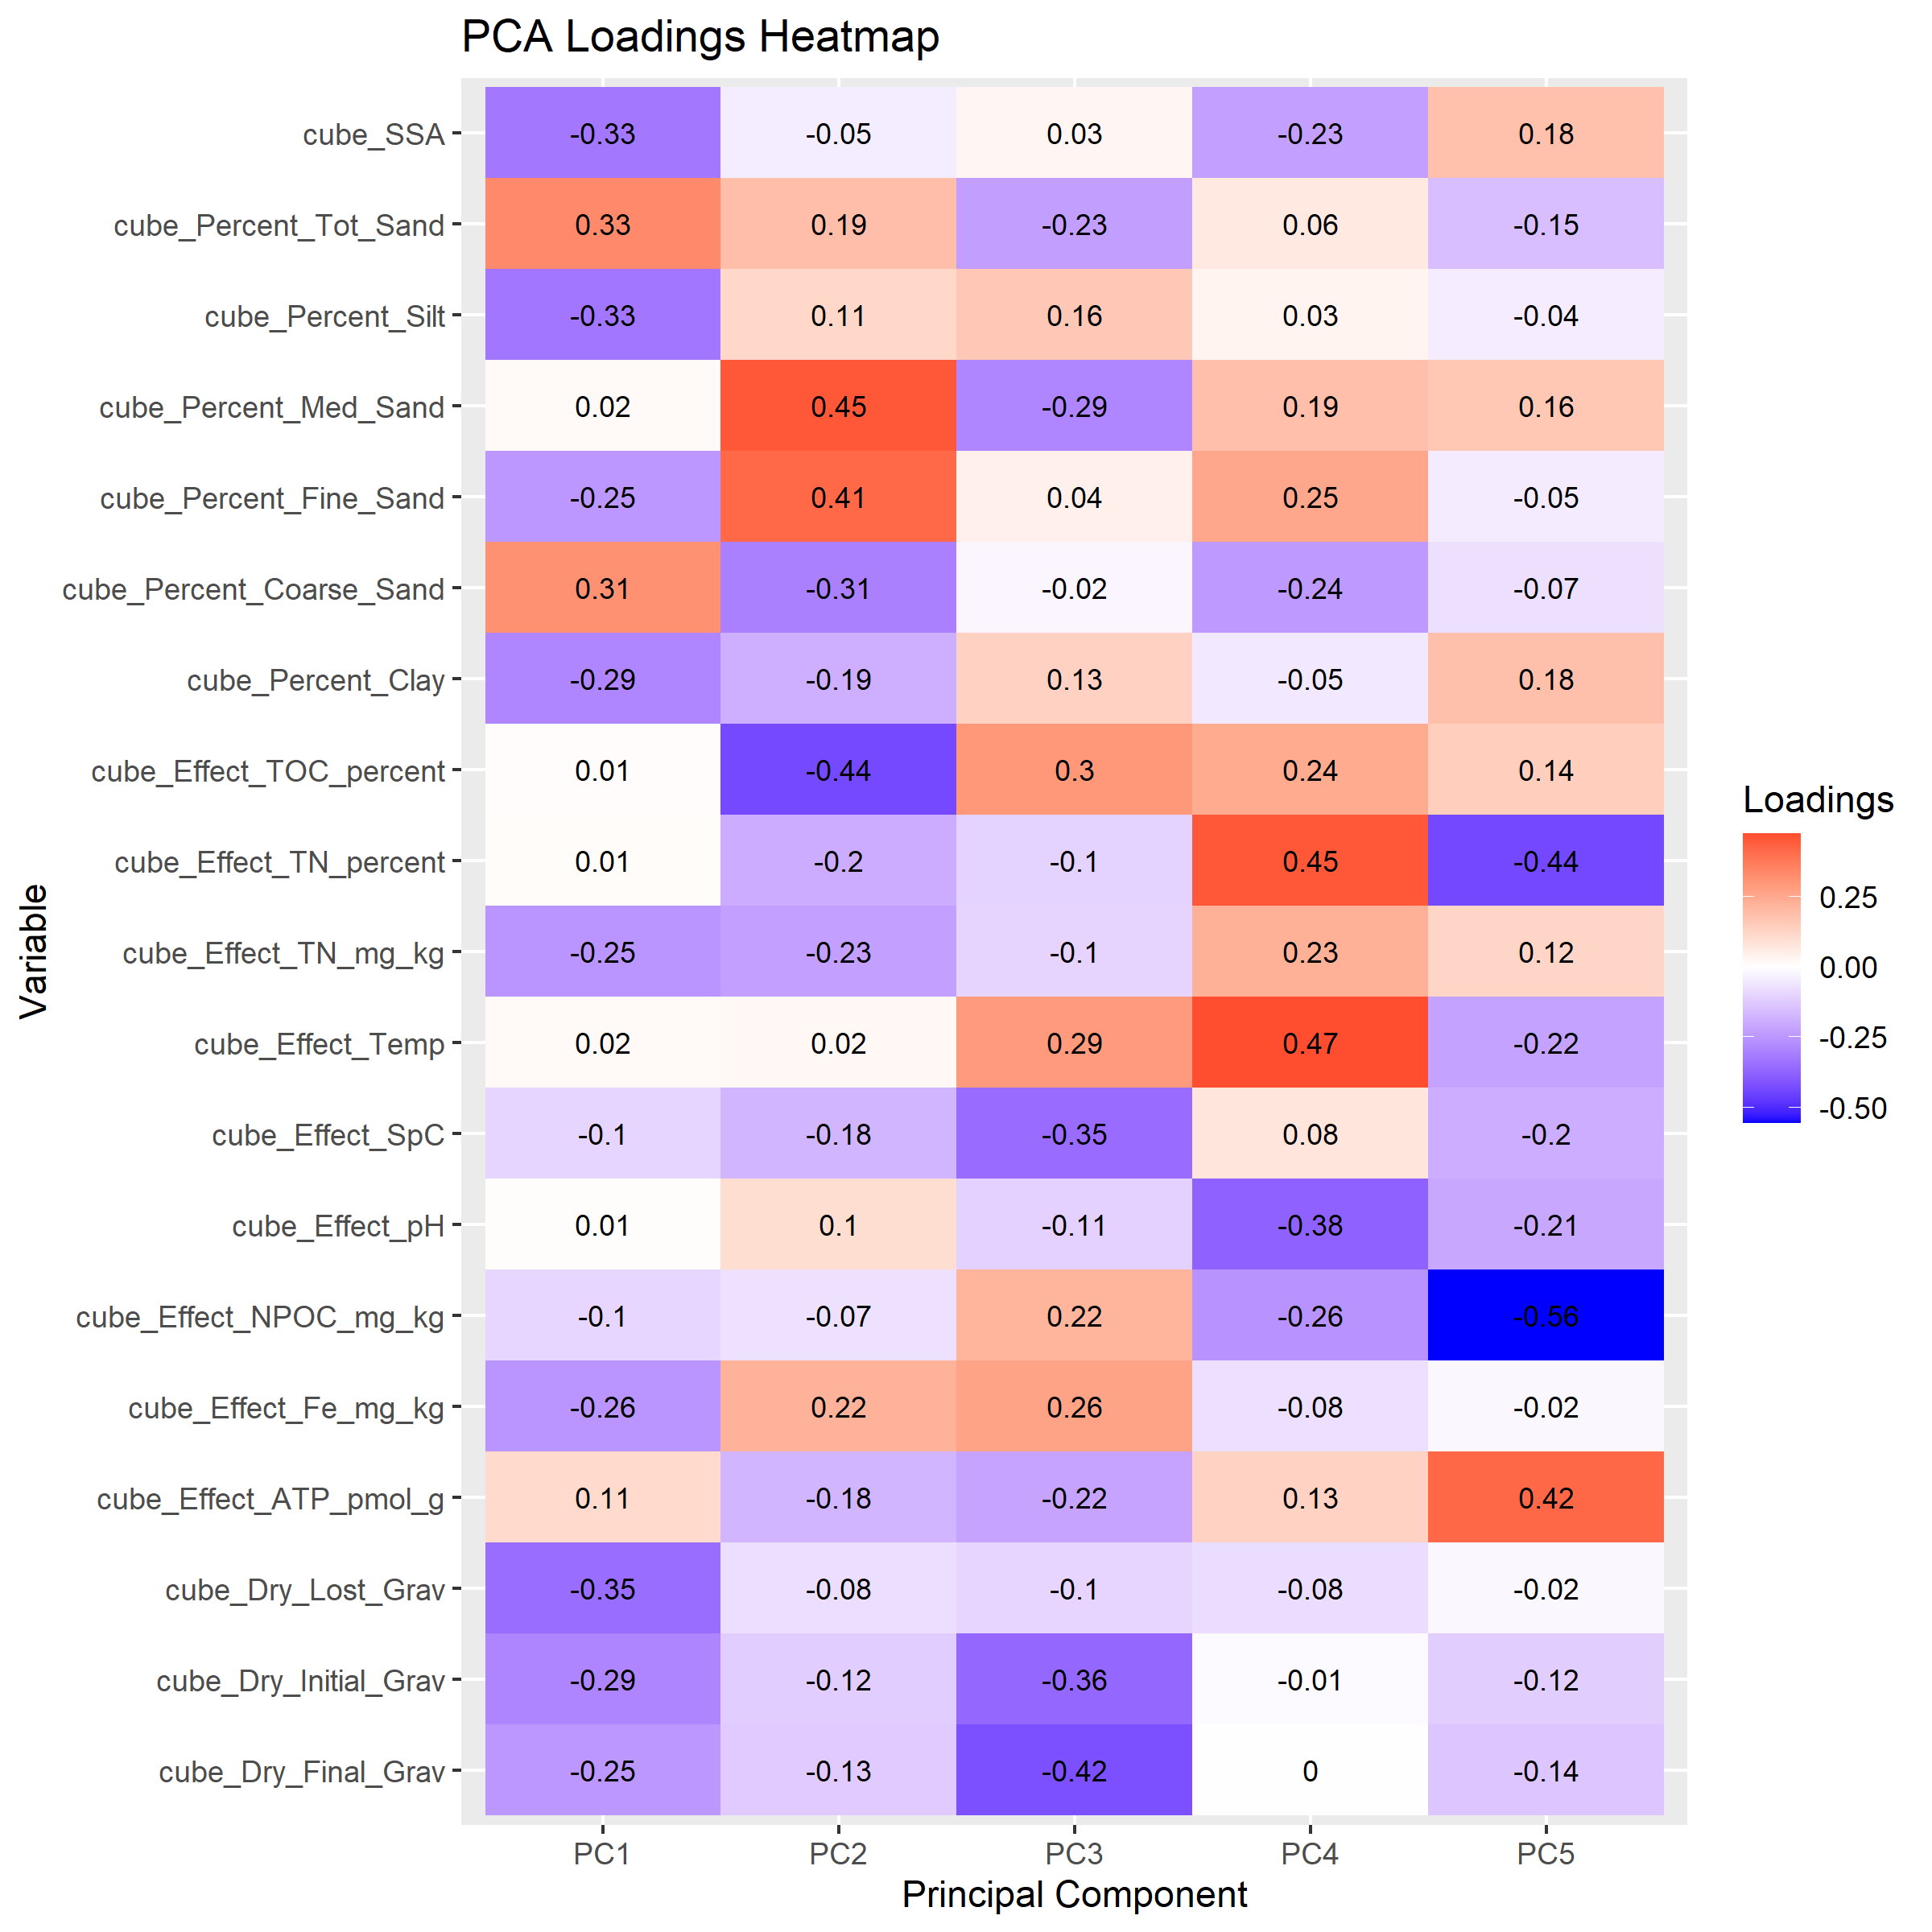 PCA Loadings Heatmap
cube_SSA -0.33 -0.05 0.03 -0.23 0.18
cube_Percent_Tot_Sand 0.33 0.19 -0.23 0.06 -0.15
cube_Percent_Silt -0.33 0.11 0.16 0.03 -0.04
cube_Percent_Med_Sand 0.02 0.45 -0.29 0.19 0.16
cube_Percent_Fine_Sand -0.25 0.41 0.04 0.25 -0.05
cube_Percent_Coarse_Sand 0.31 -0.31 -0.02 -0.24 -0.07
cube_Percent_Clay -0.29 -0.19 0.13 -0.05 0.18
cube_Effect_TOC_percent 0.01 -0.44 0.3 0.24 0.14
cube_Effect_TN_percent 0.01 -0.2 -0.1 0.45 -0.44
cube_Effect_TN_mg_kg -0.25 -0.23 -0.1 0.23 0.12
cube_Effect_Temp 0.02 0.02 0.29 0.47 -0.22
cube_Effect_SpC -0.1 -0.18 -0.35 0.08 -0.2
cube_Effect_pH 0.01 0.1 -0.11 -0.38 -0.21
cube_Effect_NPOC_mg_kg -0.1 -0.07 0.22 -0.26 -0.56
cube_Effect_Fe_mg_kg -0.26 0.22 0.26 -0.08 -0.02
cube_Effect_ATP_pmol_g 0.11 -0.18 -0.22 0.13 0.42
cube_Dry_Lost_Grav -0.35 -0.08 -0.1 -0.08 -0.02
cube_Dry_Initial_Grav -0.29 -0.12 -0.36 -0.01 -0.12
cube_Dry_Final_Grav -0.25 -0.13 -0.42 0 -0.14
PC1 PC2 PC3 PC4 PC5
Principal Component
Variable
Loadings
0.25
0.00
-0.25
-0.50